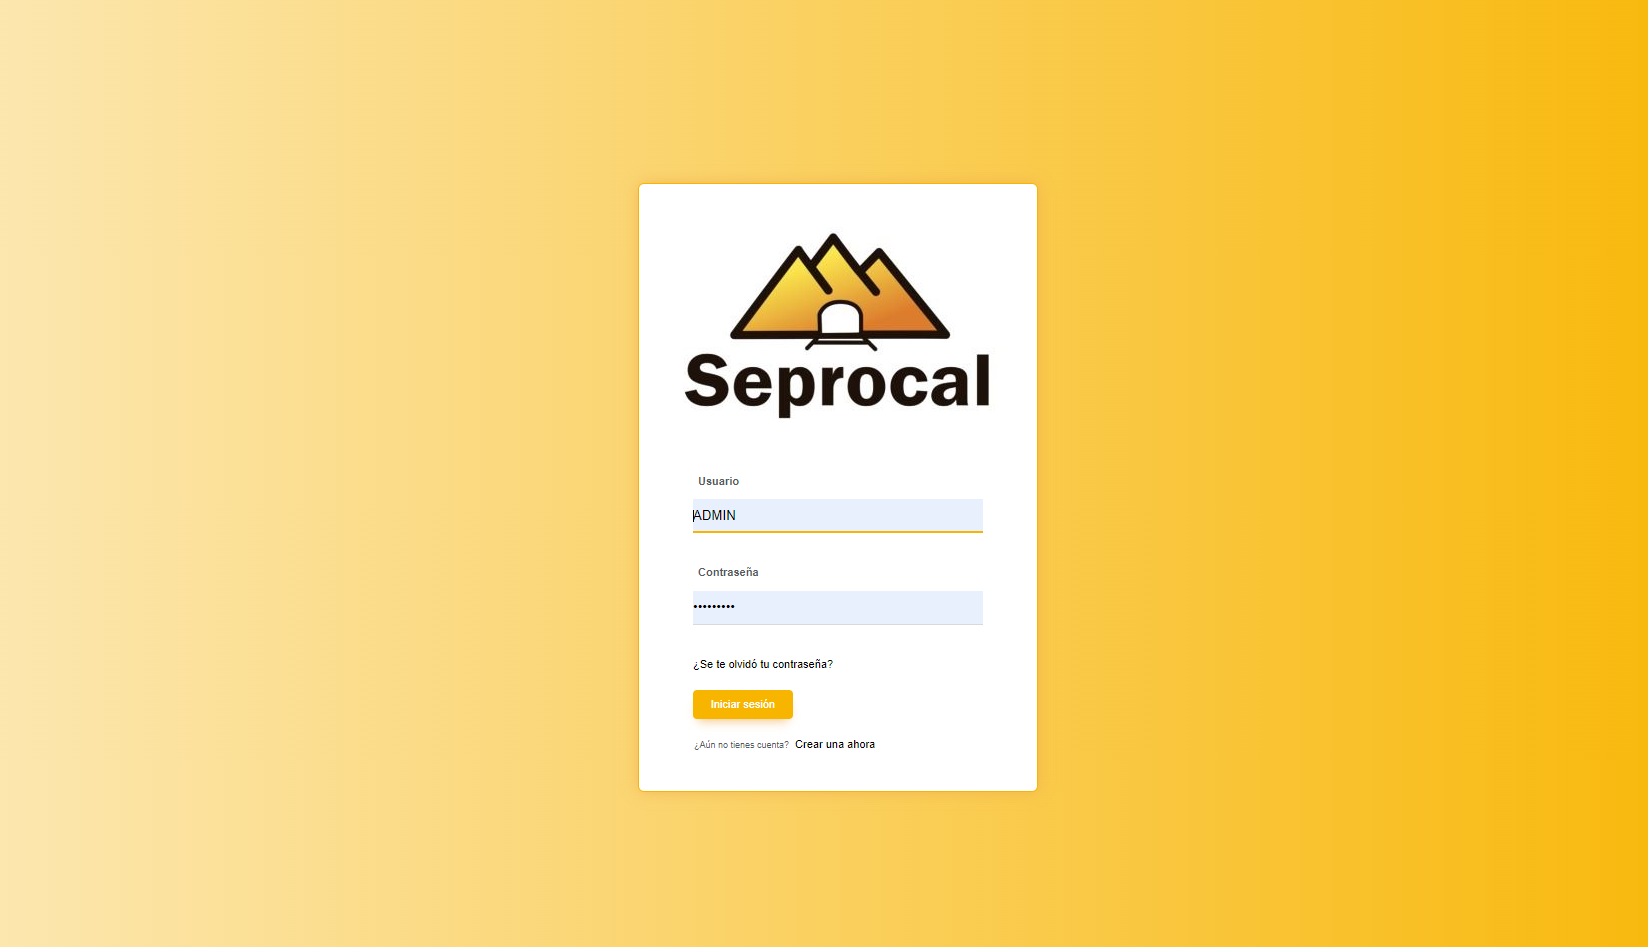 Seprocal
Usuario
ADMIN
Contraseña
•••••••••
¿Se te olvidó tu contraseña?
Iniciar sesión
¿Aún no tienes cuenta? Crear una ahora